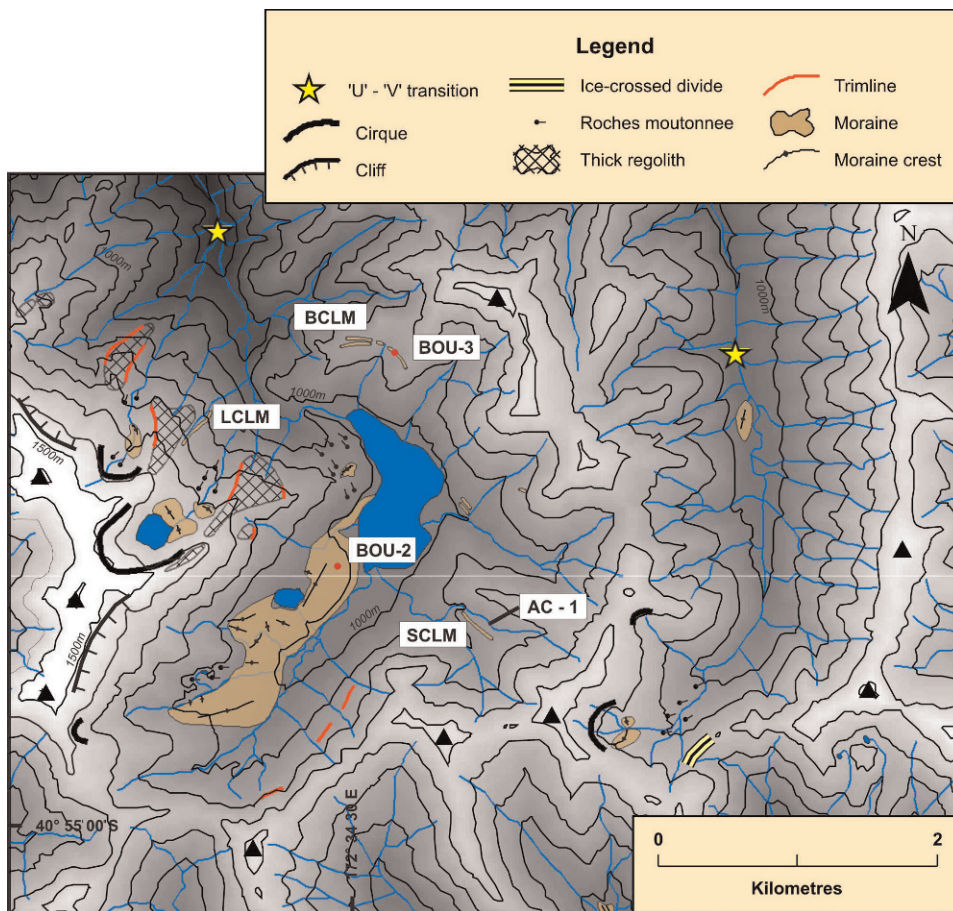 Legend
'U' - 'V' transition
Cirque
Cliff
Ice-crossed divide
Roches moutonnee
Thick regolith
Trimline
Moraine
Moraine crest
1000m
N
1000m
BCLM
BOU-3
1000m
LCLM
1500m
BOU-2
AC - 1
1000m
SCLM
1500m
40° 55' 00'S
172° 34' 30 E
0
2
Kilometres